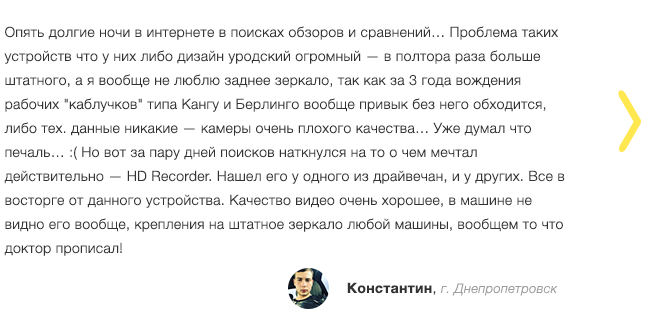 Опять долгие ночи в интернете в поисках обзоров и сравнений… Проблема таких
устройств что у них либо дизайн уродский огромный — в полтора раза больше
штатного, а я вообще не люблю заднее зеркало, так как за 3 года вождения
рабочих "каблучков" типа Кангу и Берлинго вообще привык без него обходится,
либо тех. данные никакие — камеры очень плохого качества… Уже думал что
печаль… :( Но вот за пару дней поисков наткнулся на то о чем мечтал
действительно — HD Recorder. Нашел его у одного из драйвечан, и у других. Все в
восторге от данного устройства. Качество видео очень хорошее, в машине не
видно его вообще, крепления на штатное зеркало любой машины, вообщем то что
доктор прописал!
Константин, г. Днепропетровск